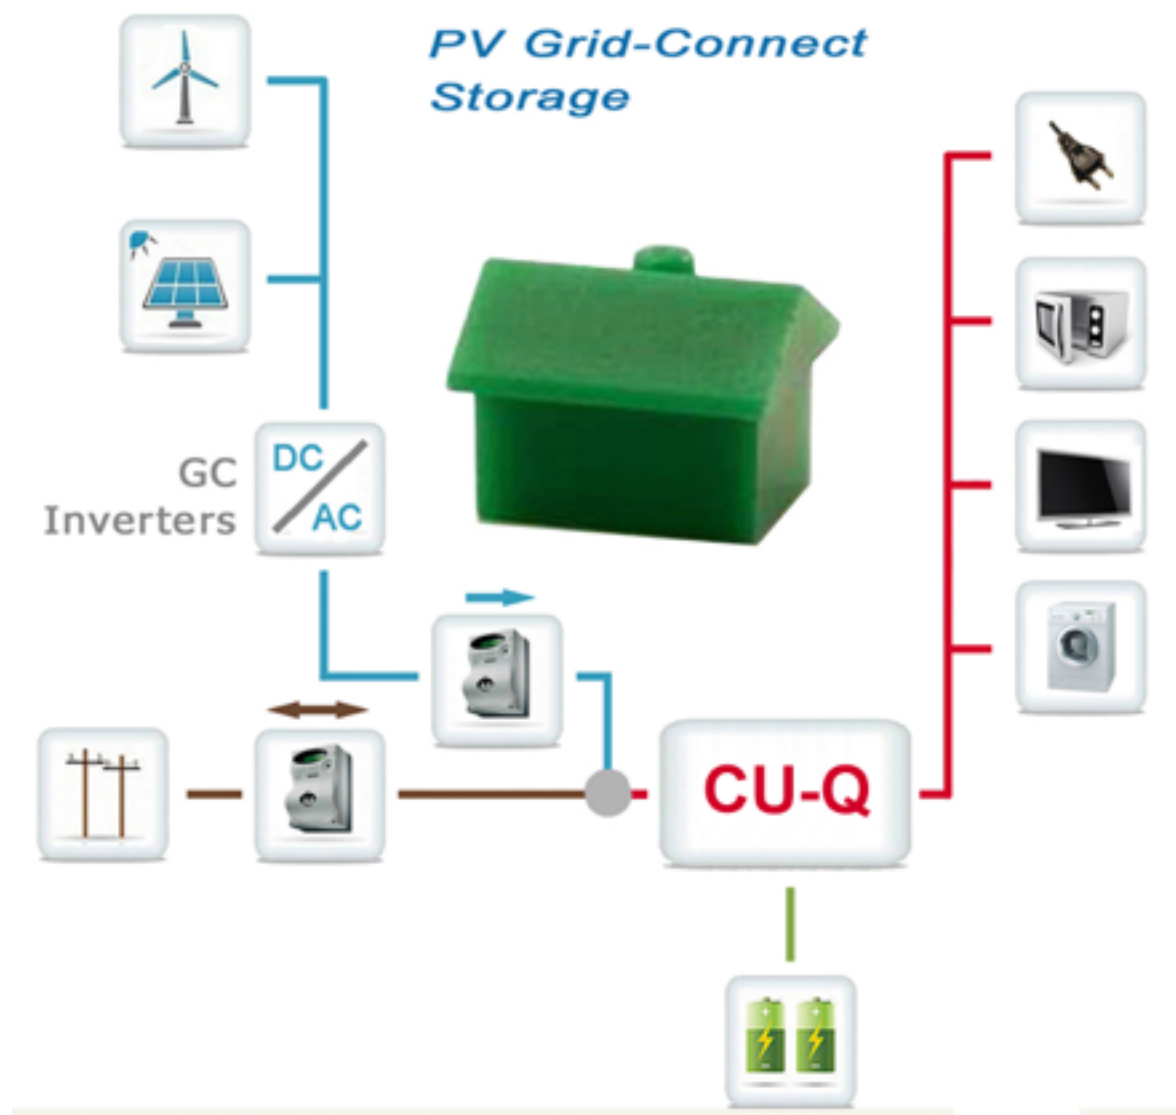 PV Grid-Connect
Storage
DC
GC
Inverters
AC
CU-Q